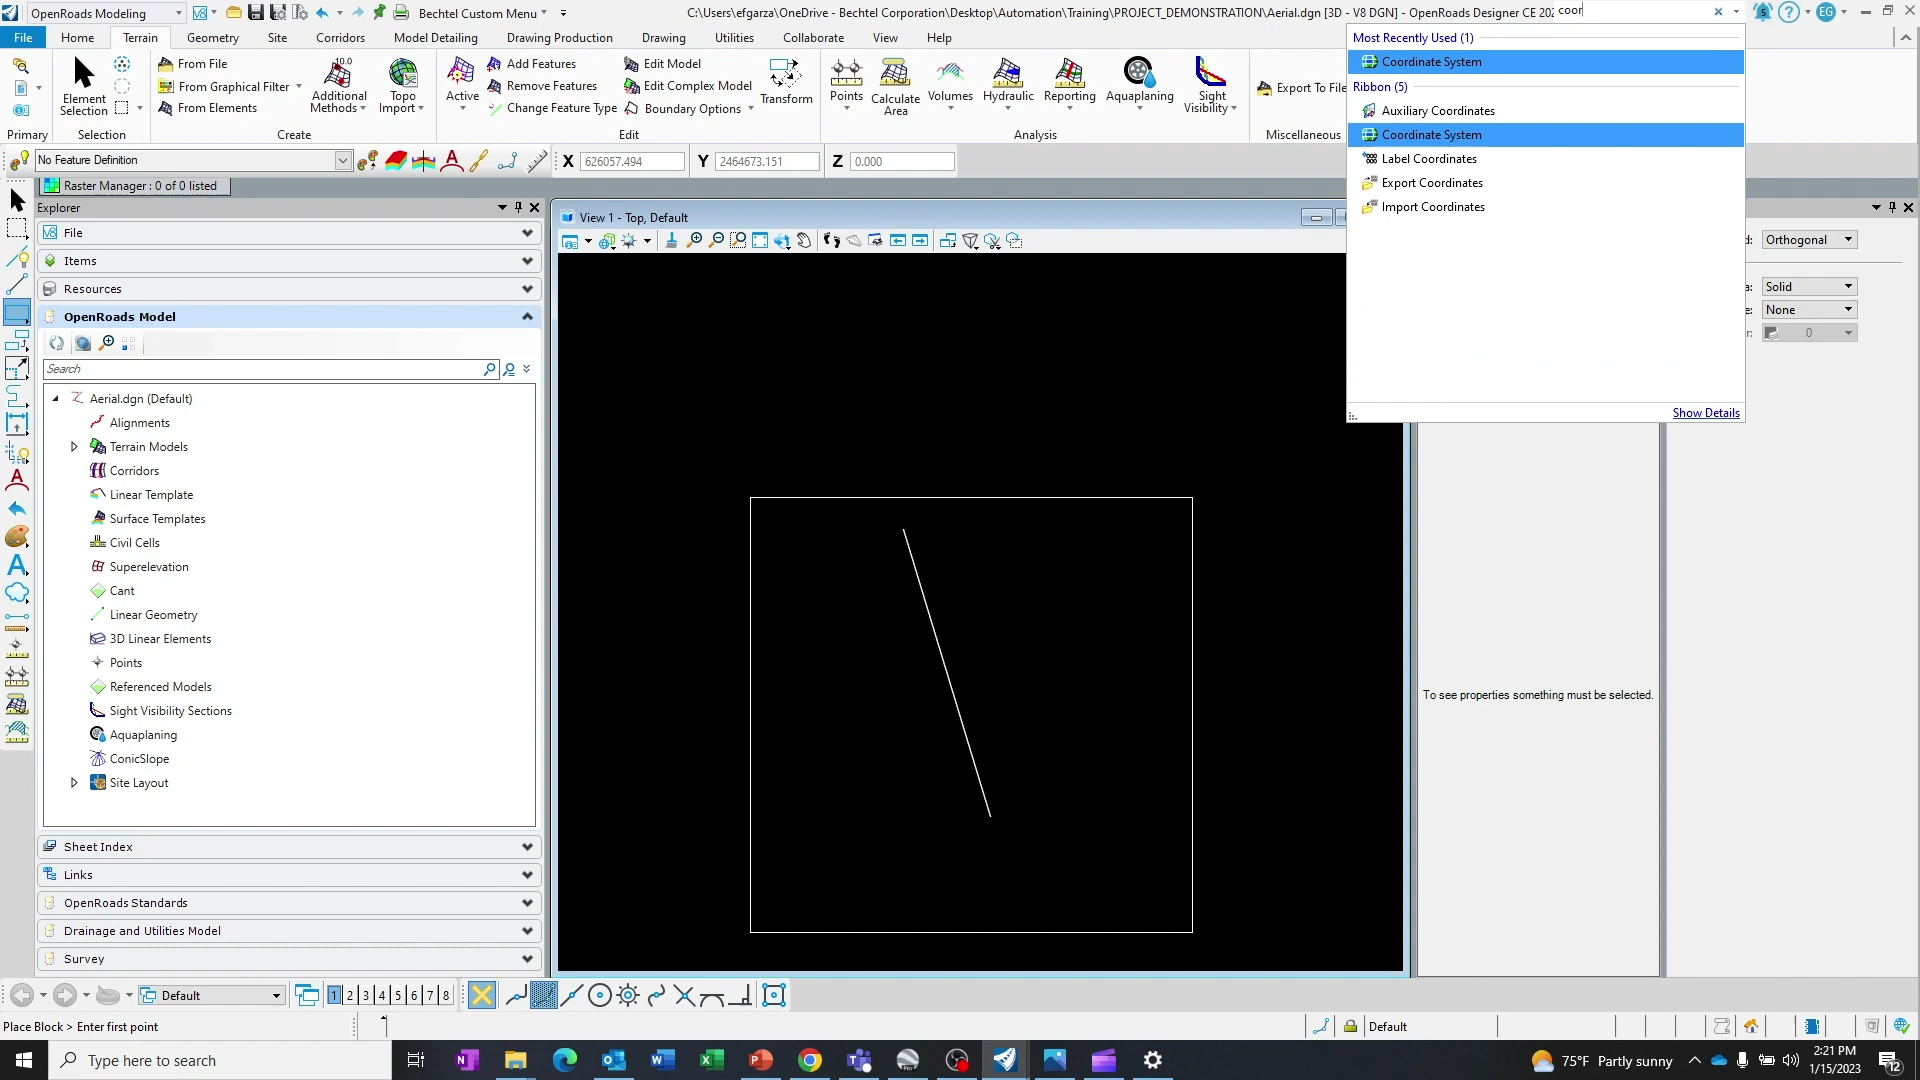 OpenRoads Modeling
Bechtel Custom Menu
C:\Users\efgarza\OneDrive - Bechtel Corporation\Desktop\Automation\Training\PROJECT_DEMONSTRATION\Aerial.dgn [3D - V8 DGN] - OpenRoads Designer CE 202
coor
EG
File
Home
Terrain
Geometry
Site
Corridors
Model Detailing
Drawing Production
Drawing
Utilities
Collaborate
View
Help
Most Recently Used (1)
Coordinate System
Ribbon (5)
Auxiliary Coordinates
Coordinate System
Label Coordinates
Export Coordinates
Import Coordinates
Show Details
Element Selection
From File
From Graphical Filter
From Elements
10.0
Additional Methods
Topo Import
Active
Add Features
Remove Features
Change Feature Type
Edit Model
Edit Complex Model
Boundary Options
Transform
Points
Calculate Area
Volumes
Hydraulic
Reporting
Aquaplaning
Sight Visibility
Export To File
Primary
Selection
Create
Edit
Analysis
Miscellaneous
No Feature Definition
X 626057.494
Y 2464673.151
Z 0.000
Raster Manager : 0 of 0 listed
Explorer
File
Items
Resources
OpenRoads Model
Search
Aerial.dgn (Default)
Alignments
Terrain Models
Corridors
Linear Template
Surface Templates
Civil Cells
Superelevation
Cant
Linear Geometry
3D Linear Elements
Points
Referenced Models
Sight Visibility Sections
Aquaplaning
ConicSlope
Site Layout
Sheet Index
Links
OpenRoads Standards
Drainage and Utilities Model
Survey
View 1 - Top, Default
Orthogonal
Solid
None
0
To see properties something must be selected.
Default
1 2 3 4 5 6 7 8
Place Block > Enter first point
Default
Type here to search
75°F Partly sunny
2:21 PM
1/15/2023
12